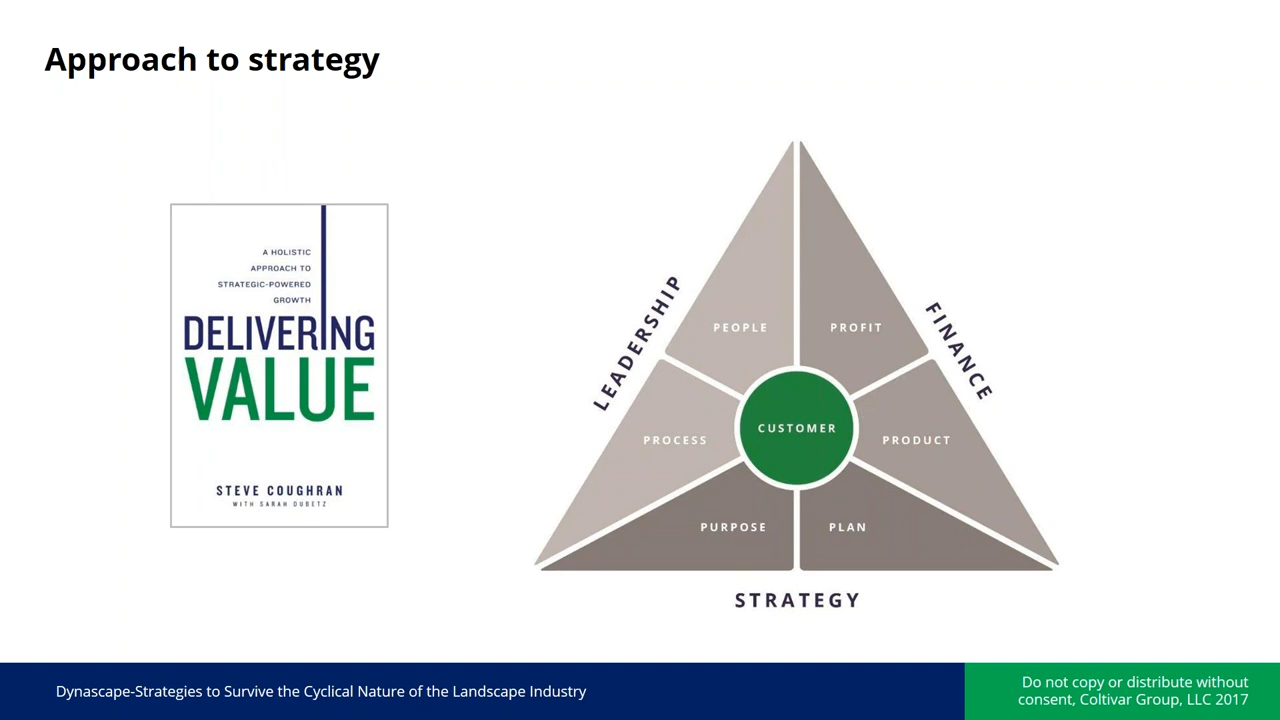 Approach to strategy
A HOLISTIC
APPROACH TO
STRATEGIC-POWERED
GROWTH
DELIVERING
VALUE
STEVE COUGHRAN
WITH SARAH DUBETZ
LEADERSHIP
FINANCE
PEOPLE
PROFIT
CUSTOMER
PROCESS
PRODUCT
PURPOSE
PLAN
STRATEGY
Dynascape-Strategies to Survive the Cyclical Nature of the Landscape Industry
Do not copy or distribute without
consent, Coltivar Group, LLC 2017